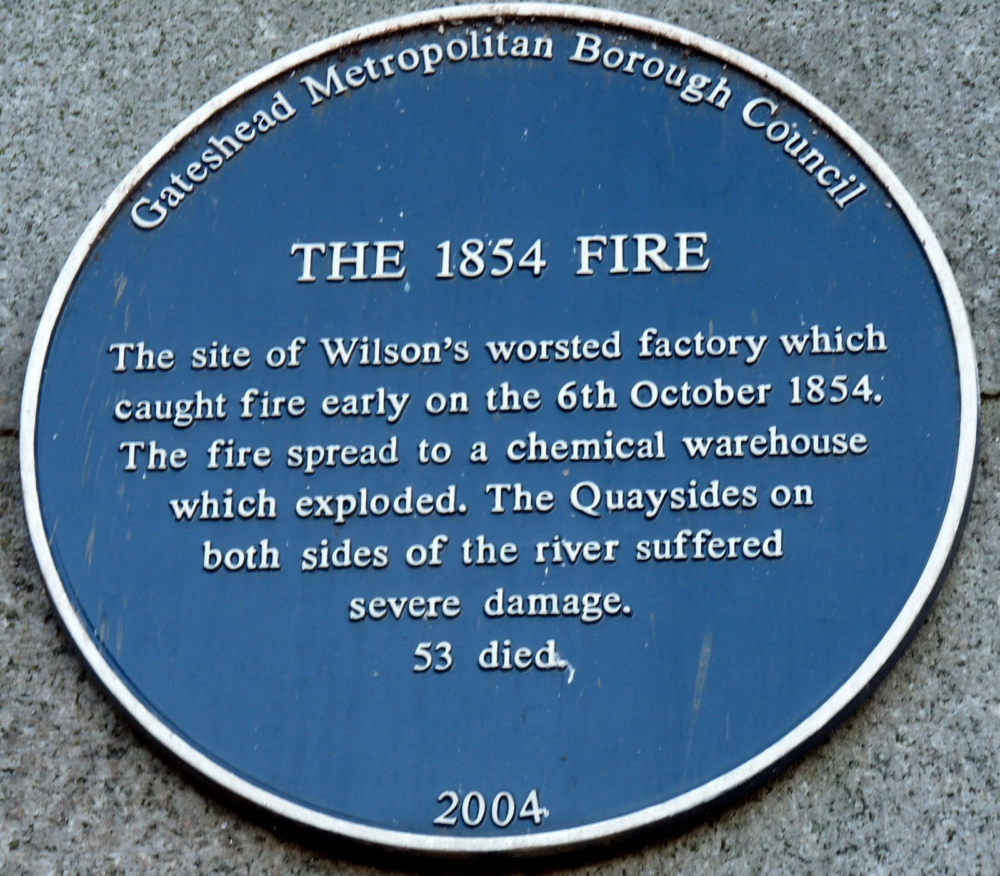 Gateshead Metropolitan Borough Council
THE 1854 FIRE
The site of Wilson's worsted factory which
caught fire early on the 6th October 1854.
The fire spread to a chemical warehouse
which exploded. The Quaysides on
both sides of the river suffered
severe damage.
53 died.
2004